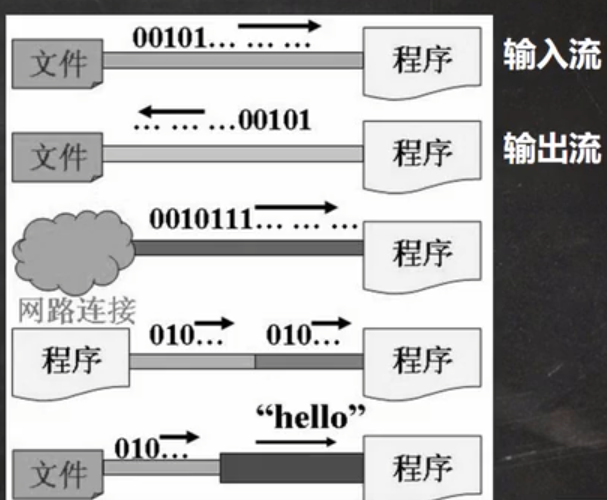 00101… … …
文件
程序
输入流
… … …00101
文件
程序
输出流
0010111… … …
程序
网路连接
010…
010…
程序
程序
“hello”
010…
文件
程序